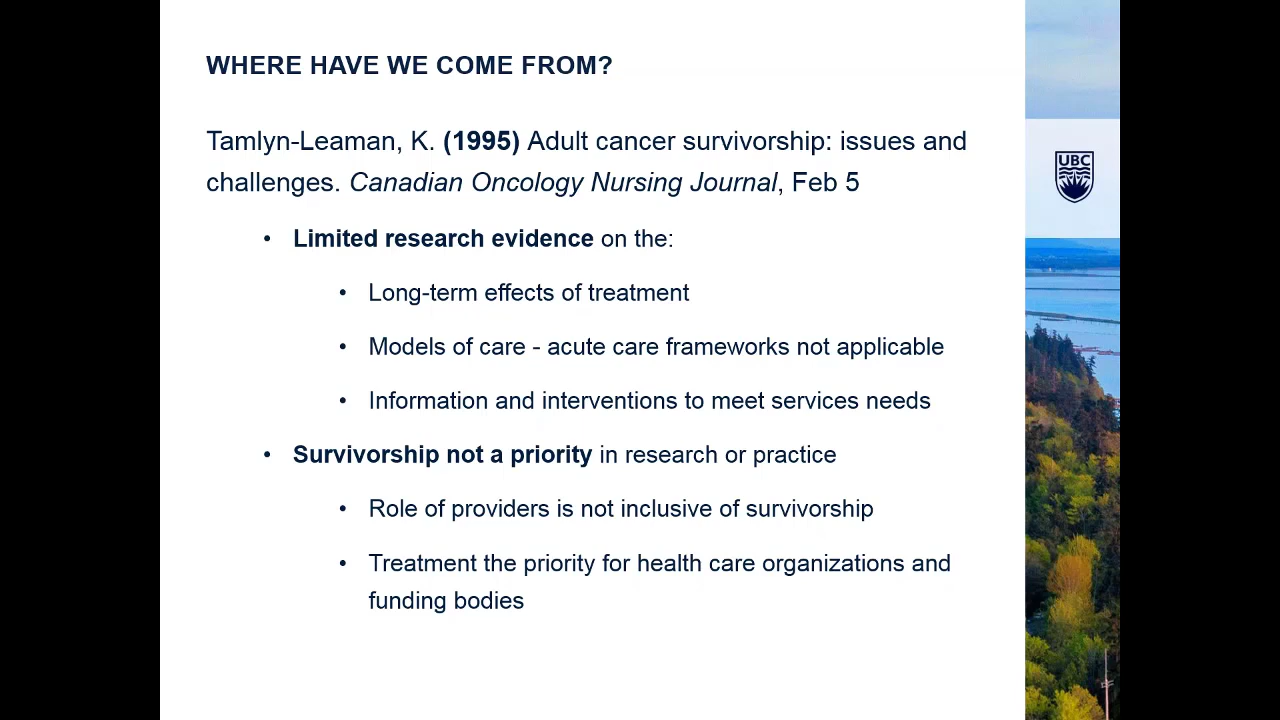 WHERE HAVE WE COME FROM?
Tamlyn-Leaman, K. (1995) Adult cancer survivorship: issues and
challenges. Canadian Oncology Nursing Journal, Feb 5
• Limited research evidence on the:
• Long-term effects of treatment
• Models of care - acute care frameworks not applicable
• Information and interventions to meet services needs
• Survivorship not a priority in research or practice
• Role of providers is not inclusive of survivorship
• Treatment the priority for health care organizations and
funding bodies
UBC